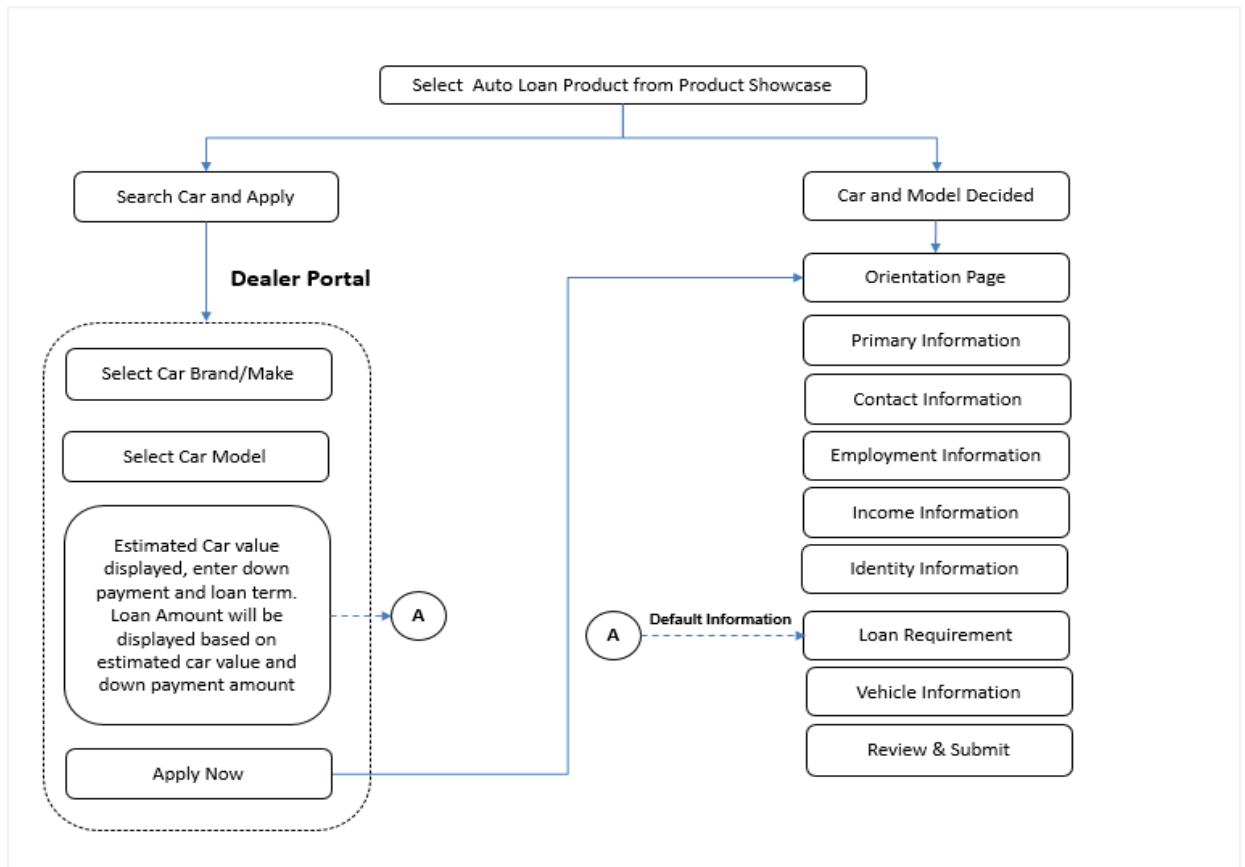 Select Auto Loan Product from Product Showcase
Search Car and Apply
Car and Model Decided
Dealer Portal
Orientation Page
Select Car Brand/Make
Primary Information
Contact Information
Select Car Model
Employment Information
Estimated Car value
displayed, enter down
payment and loan term.
Loan Amount will be
displayed based on
estimated car value and
down payment amount
A
Income Information
Identity Information
A
Default Information
Loan Requirement
Vehicle Information
Apply Now
Review & Submit